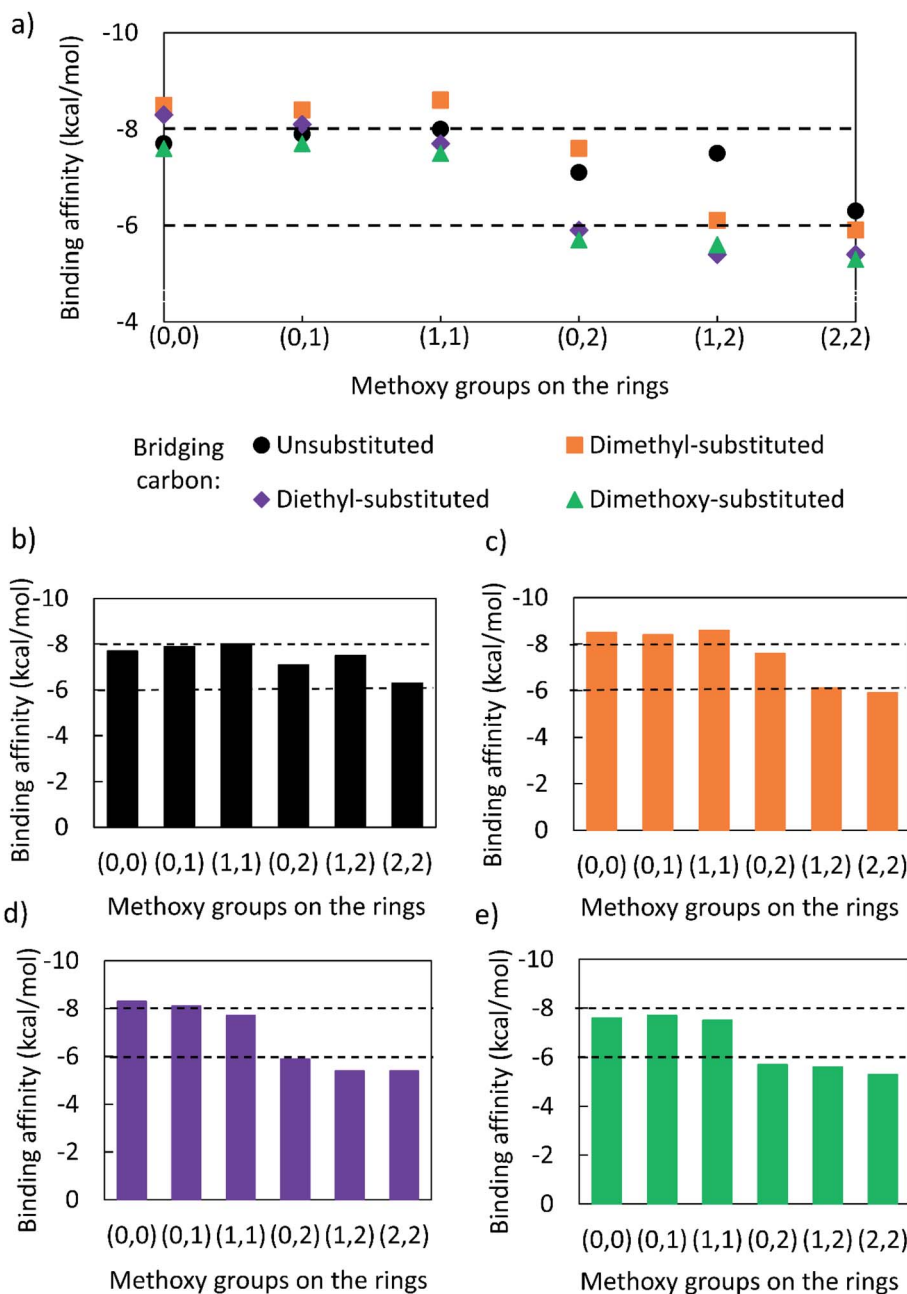 a)
Binding affinity (kcal/mol)
-10
-8
-6
-4
(0,0) (0,1) (1,1) (0,2) (1,2) (2,2)
Methoxy groups on the rings
Bridging carbon:
Unsubstituted
Dimethyl-substituted
Diethyl-substituted
Dimethoxy-substituted
b)
Binding affinity (kcal/mol)
-10
-8
-6
-4
-2
0
(0,0) (0,1) (1,1) (0,2) (1,2) (2,2)
Methoxy groups on the rings
c)
Binding affinity (kcal/mol)
-10
-8
-6
-4
-2
0
(0,0) (0,1) (1,1) (0,2) (1,2) (2,2)
Methoxy groups on the rings
d)
Binding affinity (kcal/mol)
-10
-8
-6
-4
-2
0
(0,0) (0,1) (1,1) (0,2) (1,2) (2,2)
Methoxy groups on the rings
e)
Binding affinity (kcal/mol)
-10
-8
-6
-4
-2
0
(0,0) (0,1) (1,1) (0,2) (1,2) (2,2)
Methoxy groups on the rings